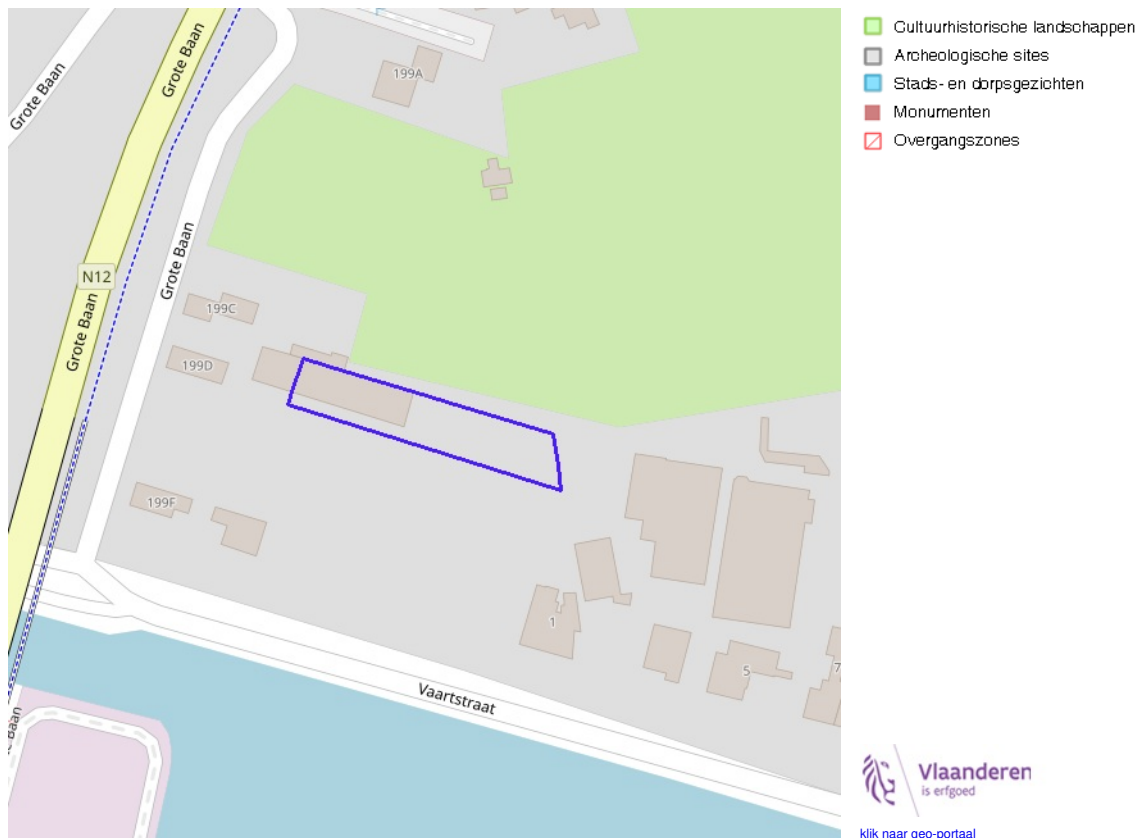 Grote Baan
Grote Baan
199A
N12
Grote Baan
Grote Baan
199C
199D
199F
1
5
7
Vaartstraat
Baan
Cultuurhistorische landschappen
Archeologische sites
Stads- en dorpsgezichten
Monumenten
Overgangszones
Vlaanderen
is erfgoed
klik naar geo-portaal